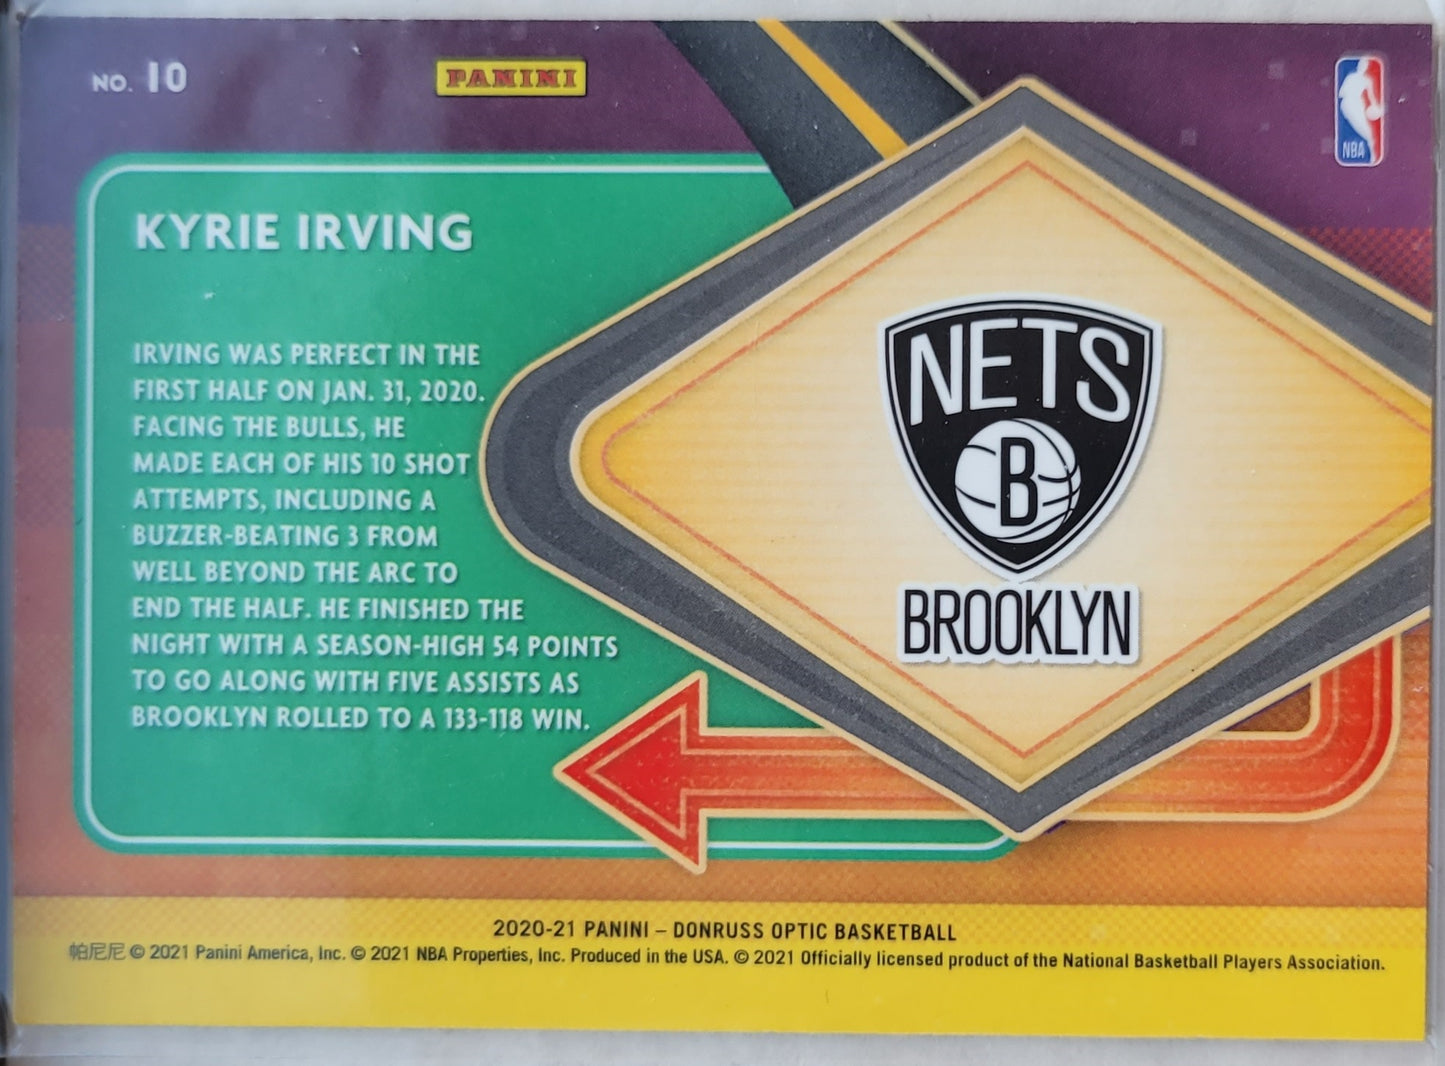 NO. 10
PANINI
NBA
KYRIE IRVING
IRVING WAS PERFECT IN THE
FIRST HALF ON JAN. 31, 2020.
FACING THE BULLS, HE
MADE EACH OF HIS 10 SHOT
ATTEMPTS, INCLUDING A
BUZZER-BEATING 3 FROM
WELL BEYOND THE ARC TO
END THE HALF. HE FINISHED THE
NIGHT WITH A SEASON-HIGH 54 POINTS
TO GO ALONG WITH FIVE ASSISTS AS
BROOKLYN ROLLED TO A 133-118 WIN.
NETS
B
BROOKLYN
2020-21 PANINI – DONRUSS OPTIC BASKETBALL
帕尼尼 © 2021 Panini America, Inc. © 2021 NBA Properties, Inc. Produced in the USA. © 2021 Officially licensed product of the National Basketball Players Association.